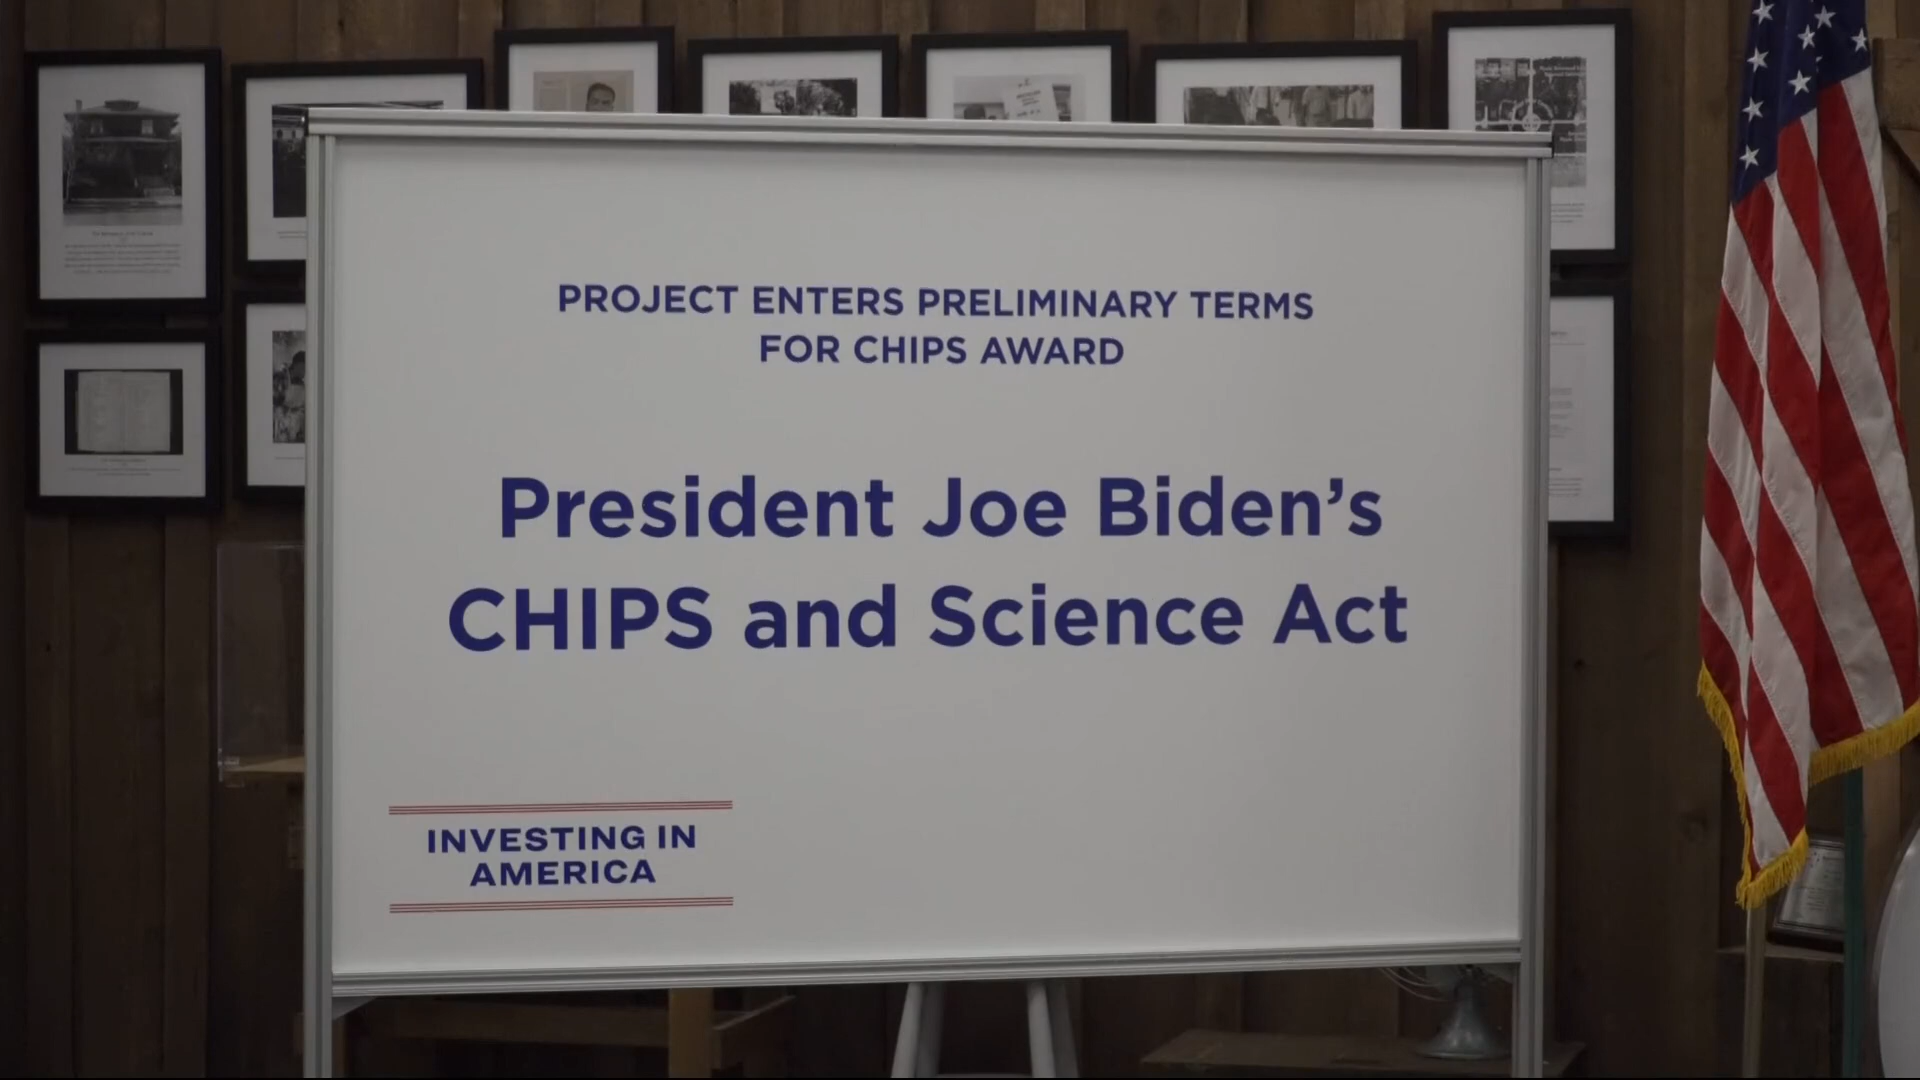 PROJECT ENTERS PRELIMINARY TERMS
FOR CHIPS AWARD
President Joe Biden’s
CHIPS and Science Act
INVESTING IN
AMERICA